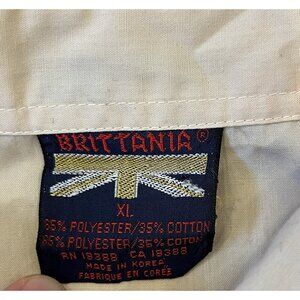 BRITTANIA ®
XL
65% POLYESTER/35% COTTON
65% POLYESTER/35% COTON
RN 19388 CA 19388
MADE IN KOREA
FABRIQUE EN COREE